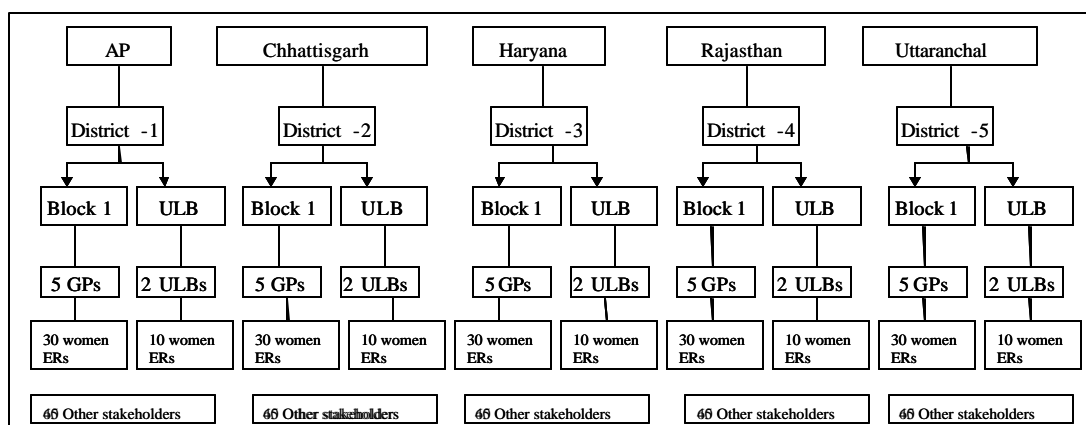 AP Chhattisgarh Haryana Rajasthan Uttaranchal
District -1 District -2 District -3 District -4 District -5
Block 1 ULB Block 1 ULB Block 1 ULB Block 1 ULB Block 1 ULB
5 GPs 2 ULBs 5 GPs 2 ULBs 5 GPs 2 ULBs 5 GPs 2 ULBs 5 GPs 2 ULBs
30 women 10 women 30 women 10 women 30 women 10 women 30 women 10 women 30 women 10 women
ERs ERs ERs ERs ERs ERs ERs ERs ERs ERs
Other stakeholders Other stakeholders Other stakeholders Other stakeholders Other stakeholders